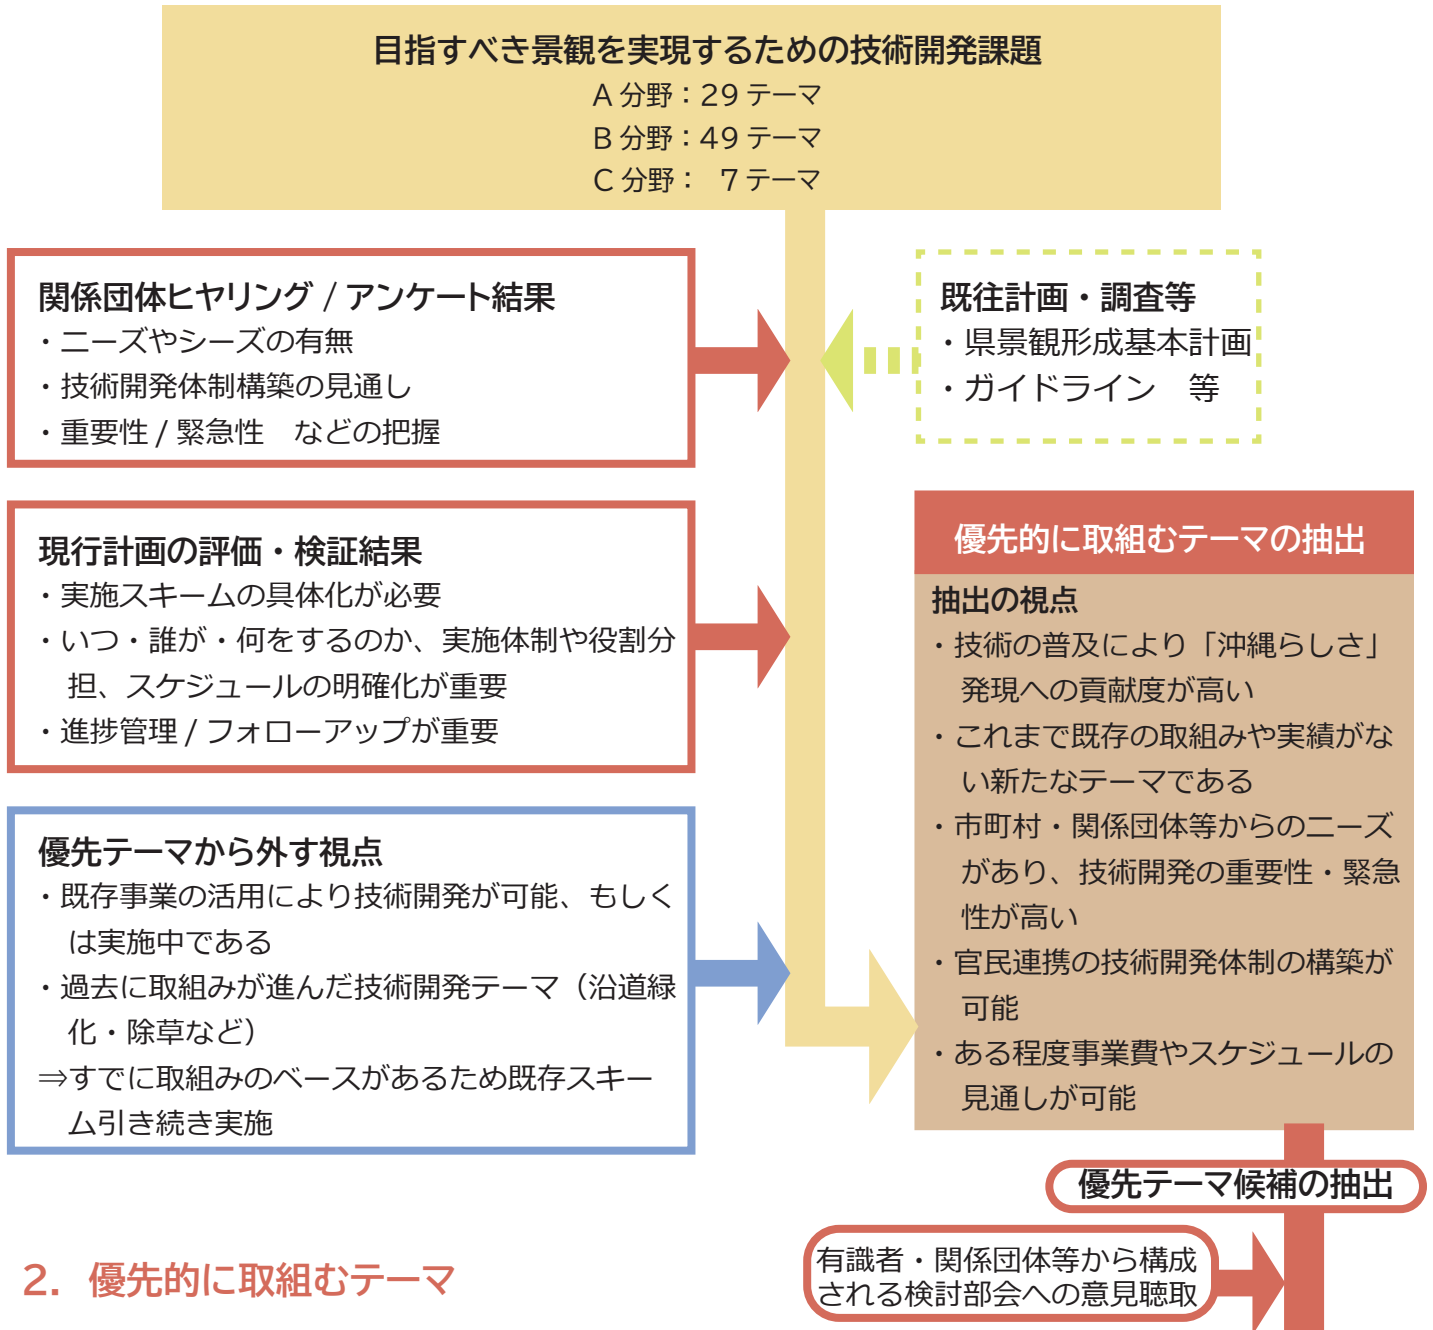 目指すべき景観を実現するための技術開発課題
A 分野：29 テーマ
B 分野：49 テーマ
C 分野：　7 テーマ
関係団体ヒヤリング / アンケート結果
・ニーズやシーズの有無
・技術開発体制構築の見通し
・重要性 / 緊急性　などの把握
既往計画・調査等
・県景観形成基本計画
・ガイドライン　等
現行計画の評価・検証結果
・実施スキームの具体化が必要
・いつ・誰が・何をするのか、実施体制や役割分
担、スケジュールの明確化が重要
・進捗管理 / フォローアップが重要
優先テーマから外す視点
・既存事業の活用により技術開発が可能、もしく
は実施中である
・過去に取組みが進んだ技術開発テーマ（沿道緑
化・除草など）
⇒すでに取組みのベースがあるため既存スキー
ム引き続き実施
優先的に取組むテーマの抽出
抽出の視点
・技術の普及により「沖縄らしさ」
発現への貢献度が高い
・これまで既存の取組みや実績がな
い新たなテーマである
・市町村・関係団体等からのニーズ
があり、技術開発の重要性・緊急
性が高い
・官民連携の技術開発体制の構築が
可能
・ある程度事業費やスケジュールの
見通しが可能
優先テーマ候補の抽出
有識者・関係団体等から構成
される検討部会への意見聴取
2．優先的に取組むテーマ